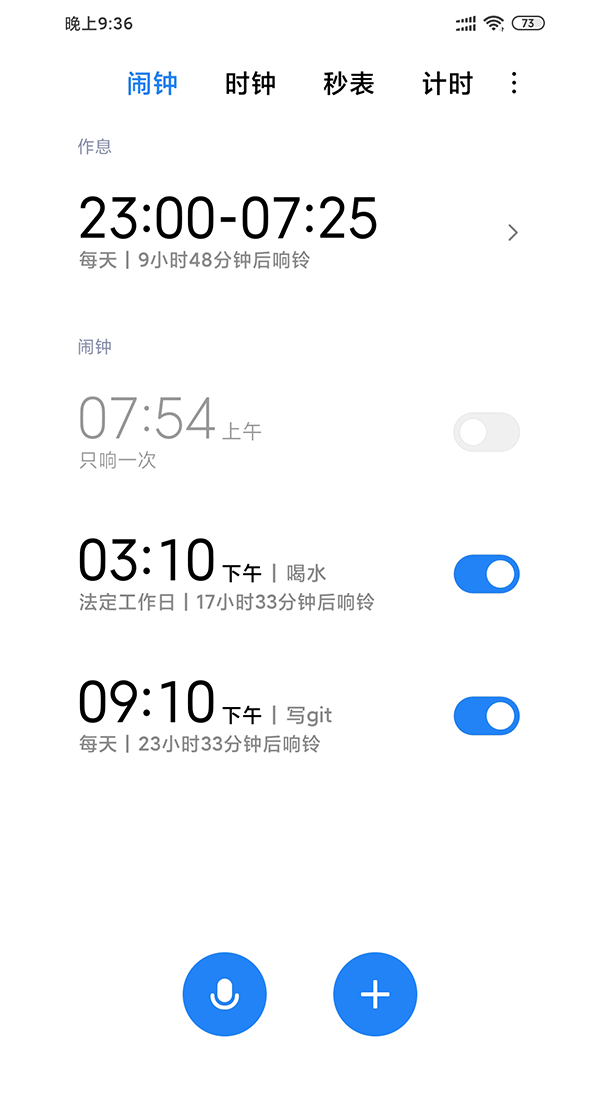 晚上9:36
73
闹钟 时钟 秒表 计时
作息
23:00-07:25
每天 | 9小时48分钟后响铃
闹钟
07:54 上午
只响一次
03:10 下午 | 喝水
法定工作日 | 17小时33分钟后响铃
09:10 下午 | 写git
每天 | 23小时33分钟后响铃